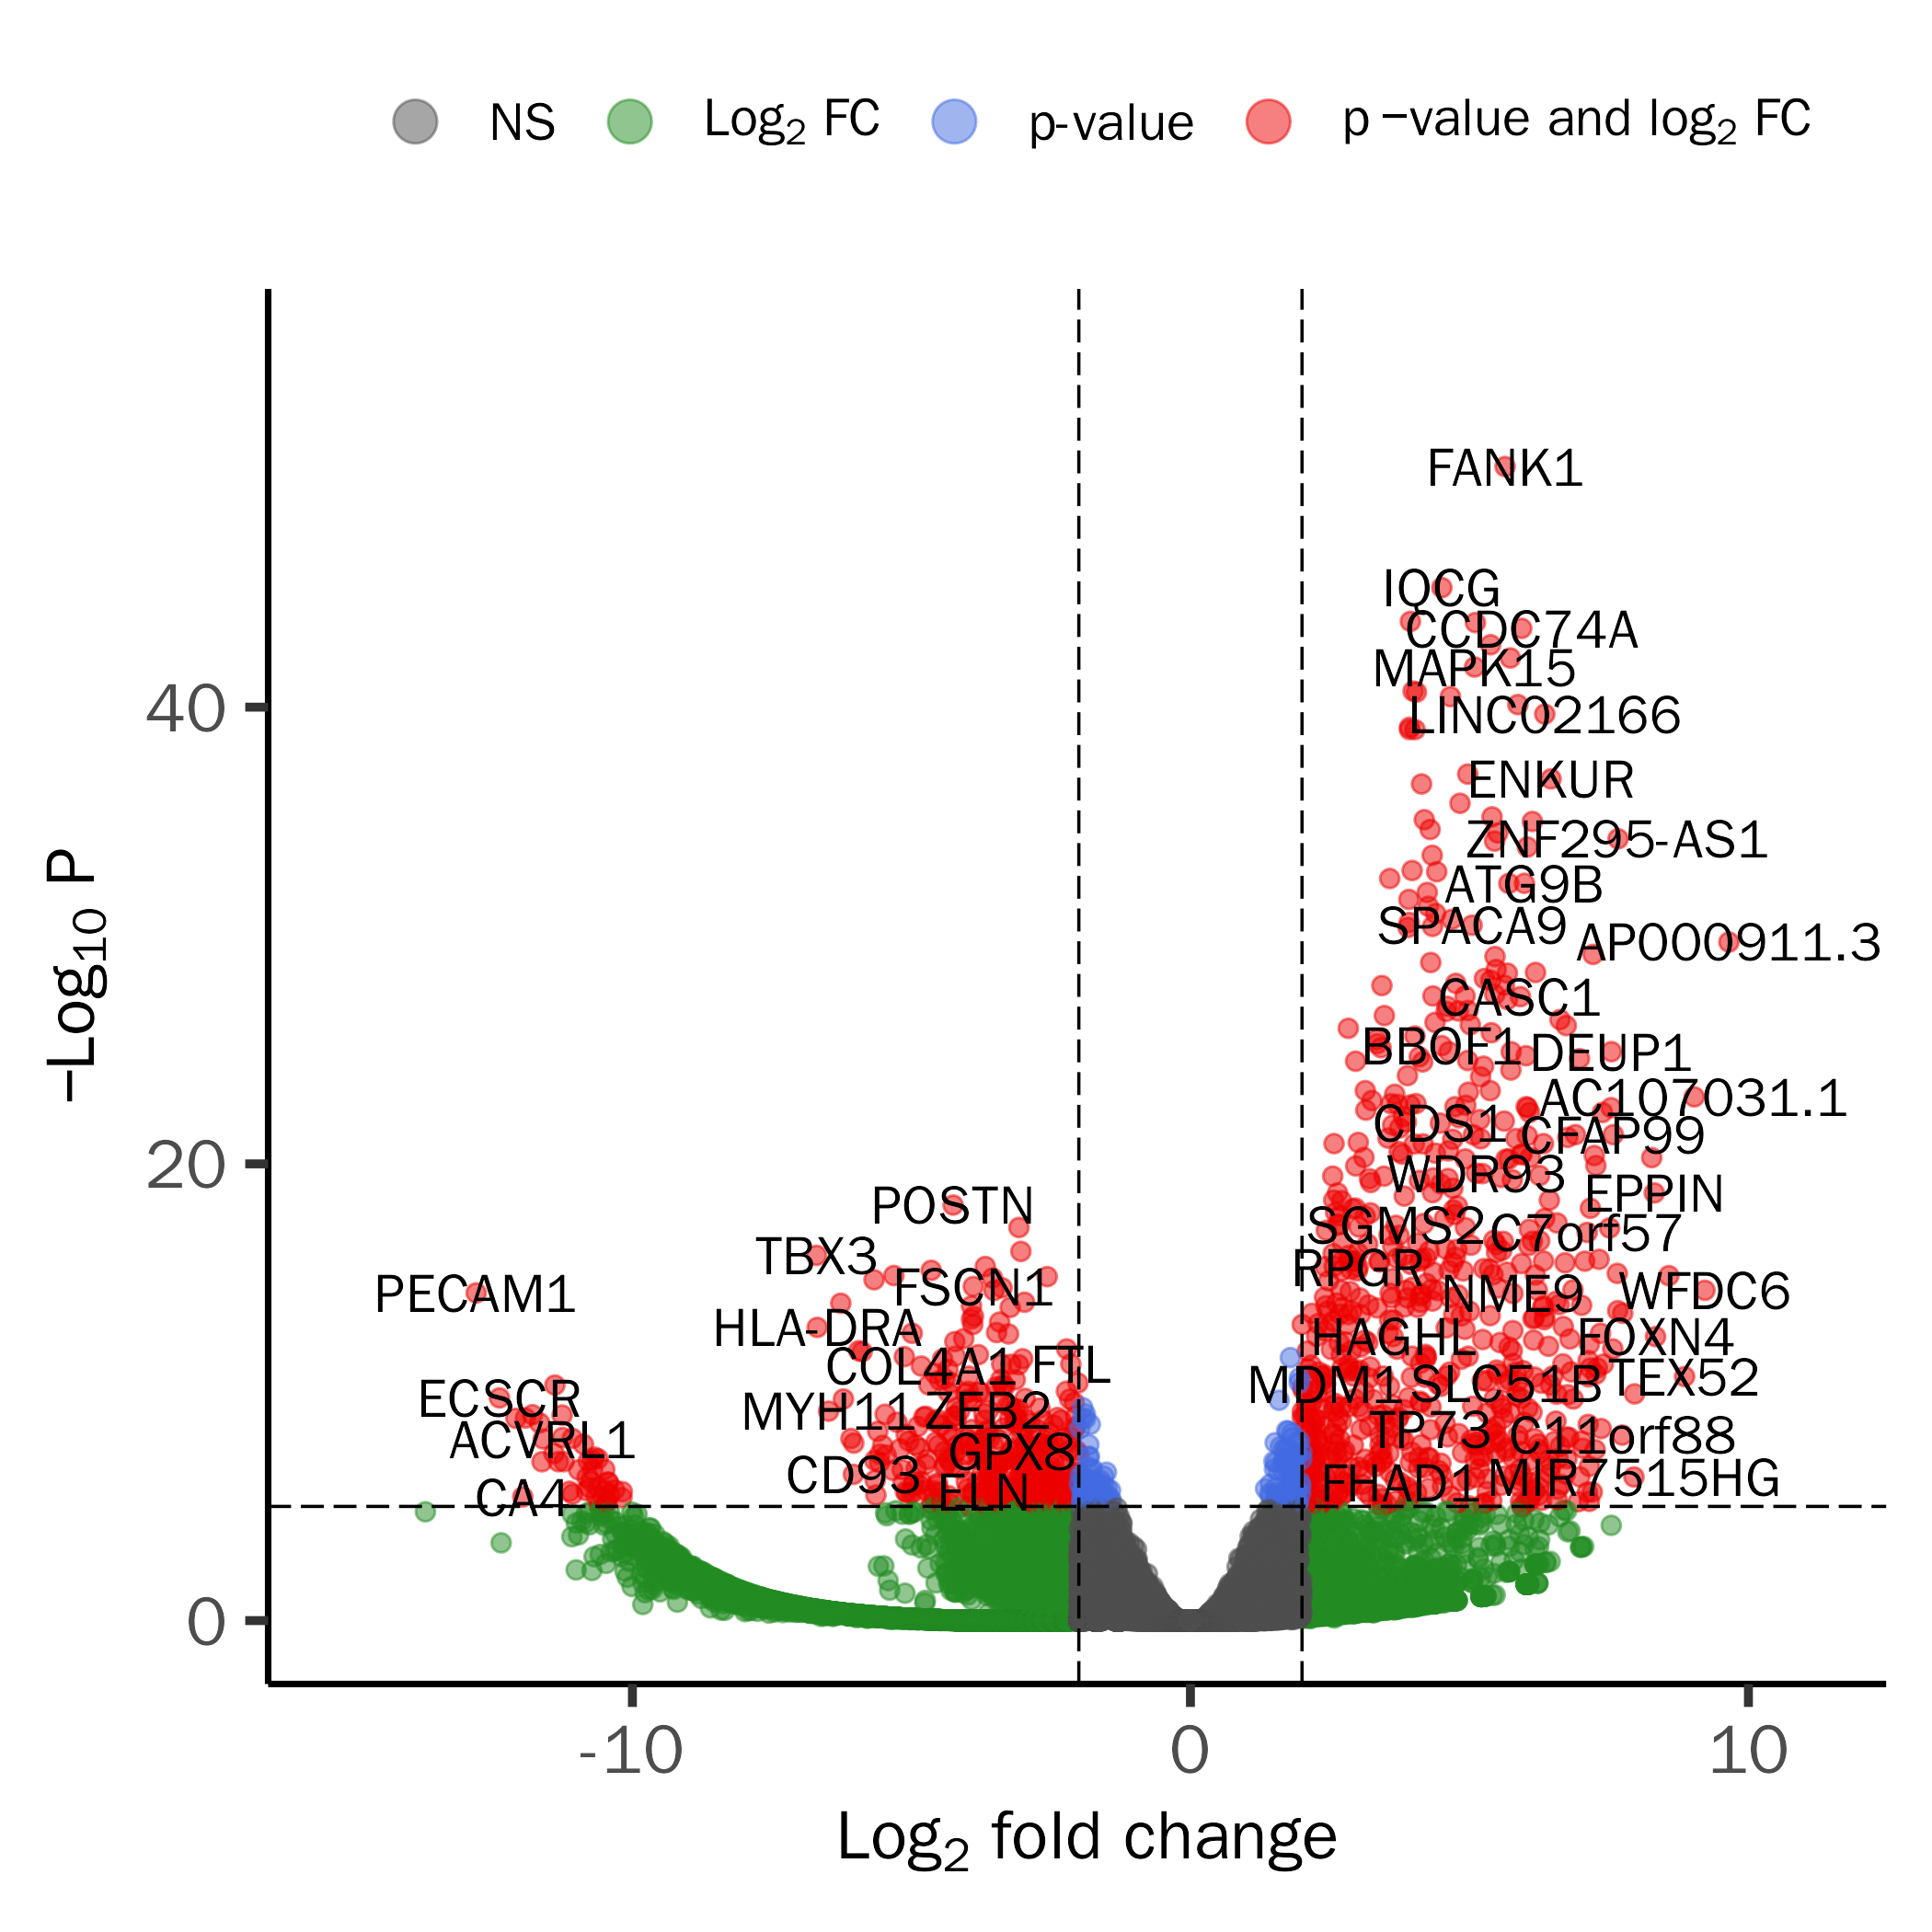 NS Log₂ FC p-value p −value and log₂ FC
FANK1
IQCG
CCDC74A
MAPK15
40
LINC02166
ENKUR
ZNF295-AS1
ATG9B
SPACA9 AP000911.3
−Log₁₀ P
CASC1
BBOF1 DEUP1
AC107031.1
CDS1 CFAP99
20
WDR93
EPPIN
POSTN
SGMS2 C7orf57
TBX3
RPGR
FSCN1
PECAM1 NME9 WFDC6
HLA-DRA
HAGHL FOXN4
COL4A1 FTL
TEX52
MDM1 SLC51B
ECSCR
MYH11 ZEB2
TP73 C11orf88
ACVRL1
GPX8
CD93 MIR7515HG
FHAD1
ELN
CA4
0
-10 0 10
Log₂ fold change